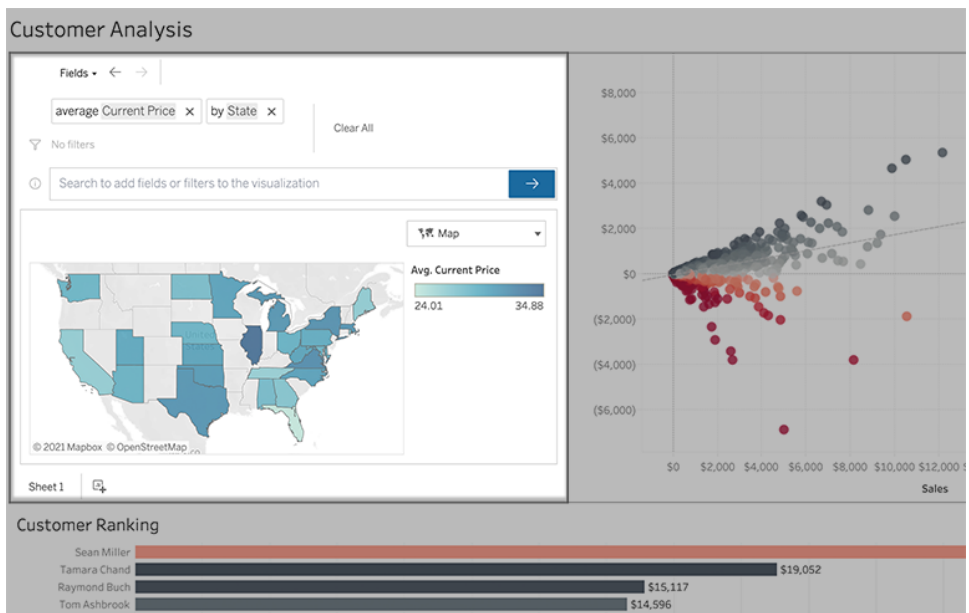 Customer Analysis
Fields
average Current Price ×
by State ×
Clear All
No filters
Search to add fields or filters to the visualization
Map
Avg. Current Price
24.01 34.88
United
States
© 2021 Mapbox © OpenStreetMap
Sheet 1
$8,000
$6,000
$4,000
$2,000
$0
($2,000)
($4,000)
($6,000)
$0 $2,000 $4,000 $6,000 $8,000 $10,000 $12,000
Sales
Customer Ranking
Sean Miller
Tamara Chand $19,052
Raymond Buch $15,117
Tom Ashbrook $14,596